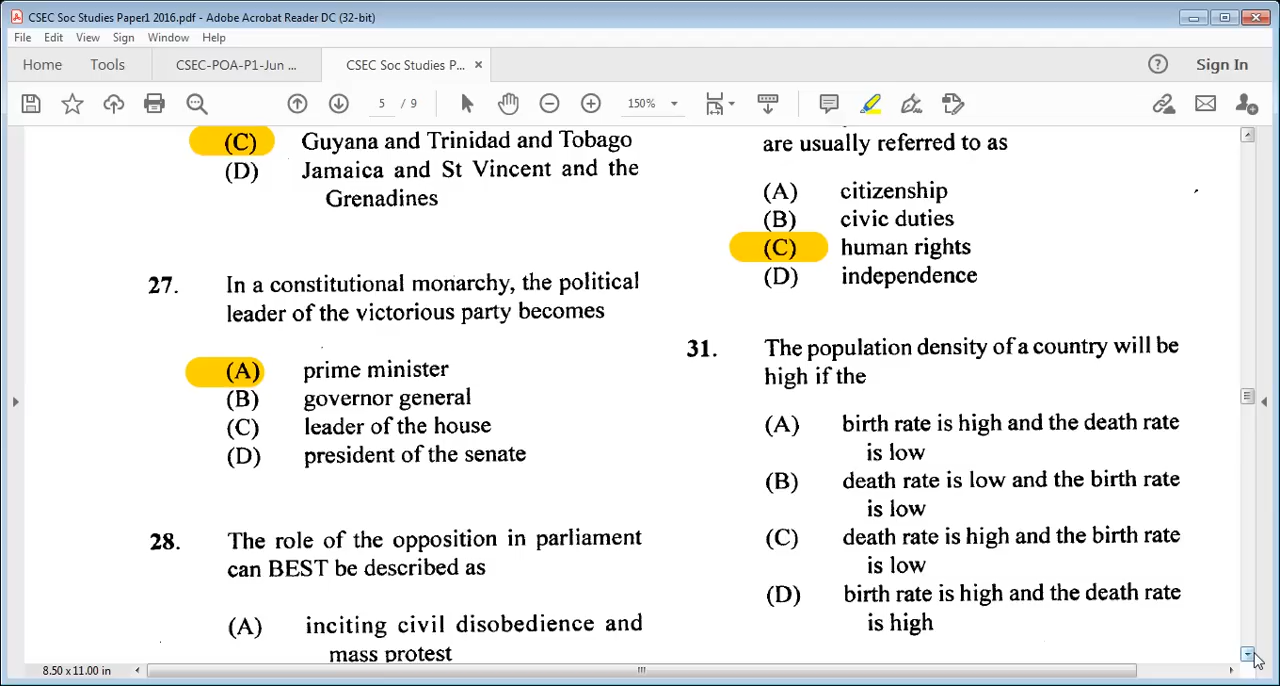 CSEC Soc Studies Paper1 2016.pdf - Adobe Acrobat Reader DC (32-bit)
File Edit View Sign Window Help
Home Tools CSEC-POA-P1-Jun ... CSEC Soc Studies P... × Sign In
5 / 9 150%
(C) Guyana and Trinidad and Tobago
(D) Jamaica and St Vincent and the
Grenadines
27. In a constitutional monarchy, the political
leader of the victorious party becomes
(A) prime minister
(B) governor general
(C) leader of the house
(D) president of the senate
28. The role of the opposition in parliament
can BEST be described as
(A) inciting civil disobedience and
mass protest
are usually referred to as
(A) citizenship
(B) civic duties
(C) human rights
(D) independence
31. The population density of a country will be
high if the
(A) birth rate is high and the death rate
is low
(B) death rate is low and the birth rate
is low
(C) death rate is high and the birth rate
is low
(D) birth rate is high and the death rate
is high
8.50 x 11.00 in